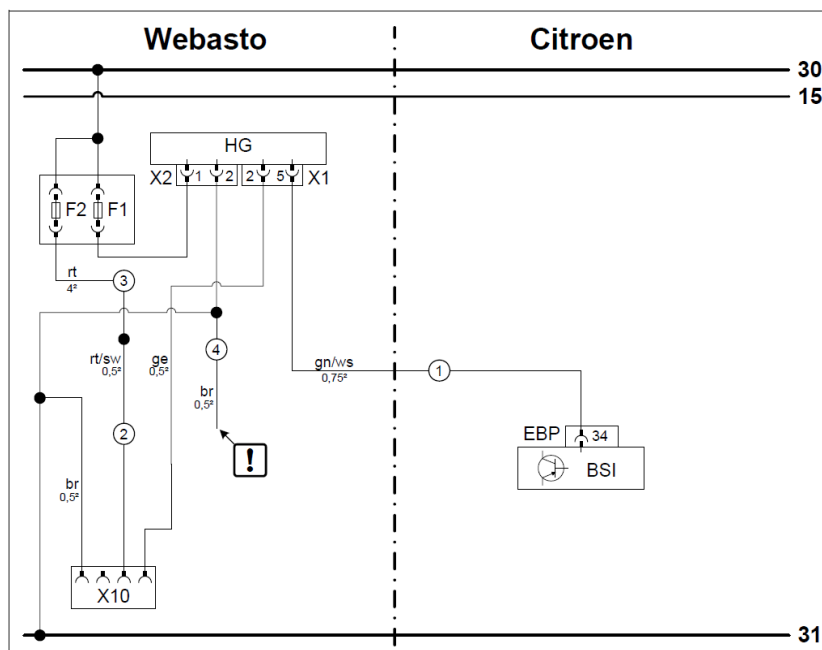 Webasto Citroen
30
15
HG
X2 1 2 2 5 X1
F2 F1
rt
4²
3
4
rt/sw
0,5²
ge
0,5²
gn/ws
0,75²
1
br
0,5²
EBP 34
2
!
BSI
br
0,5²
X10
31